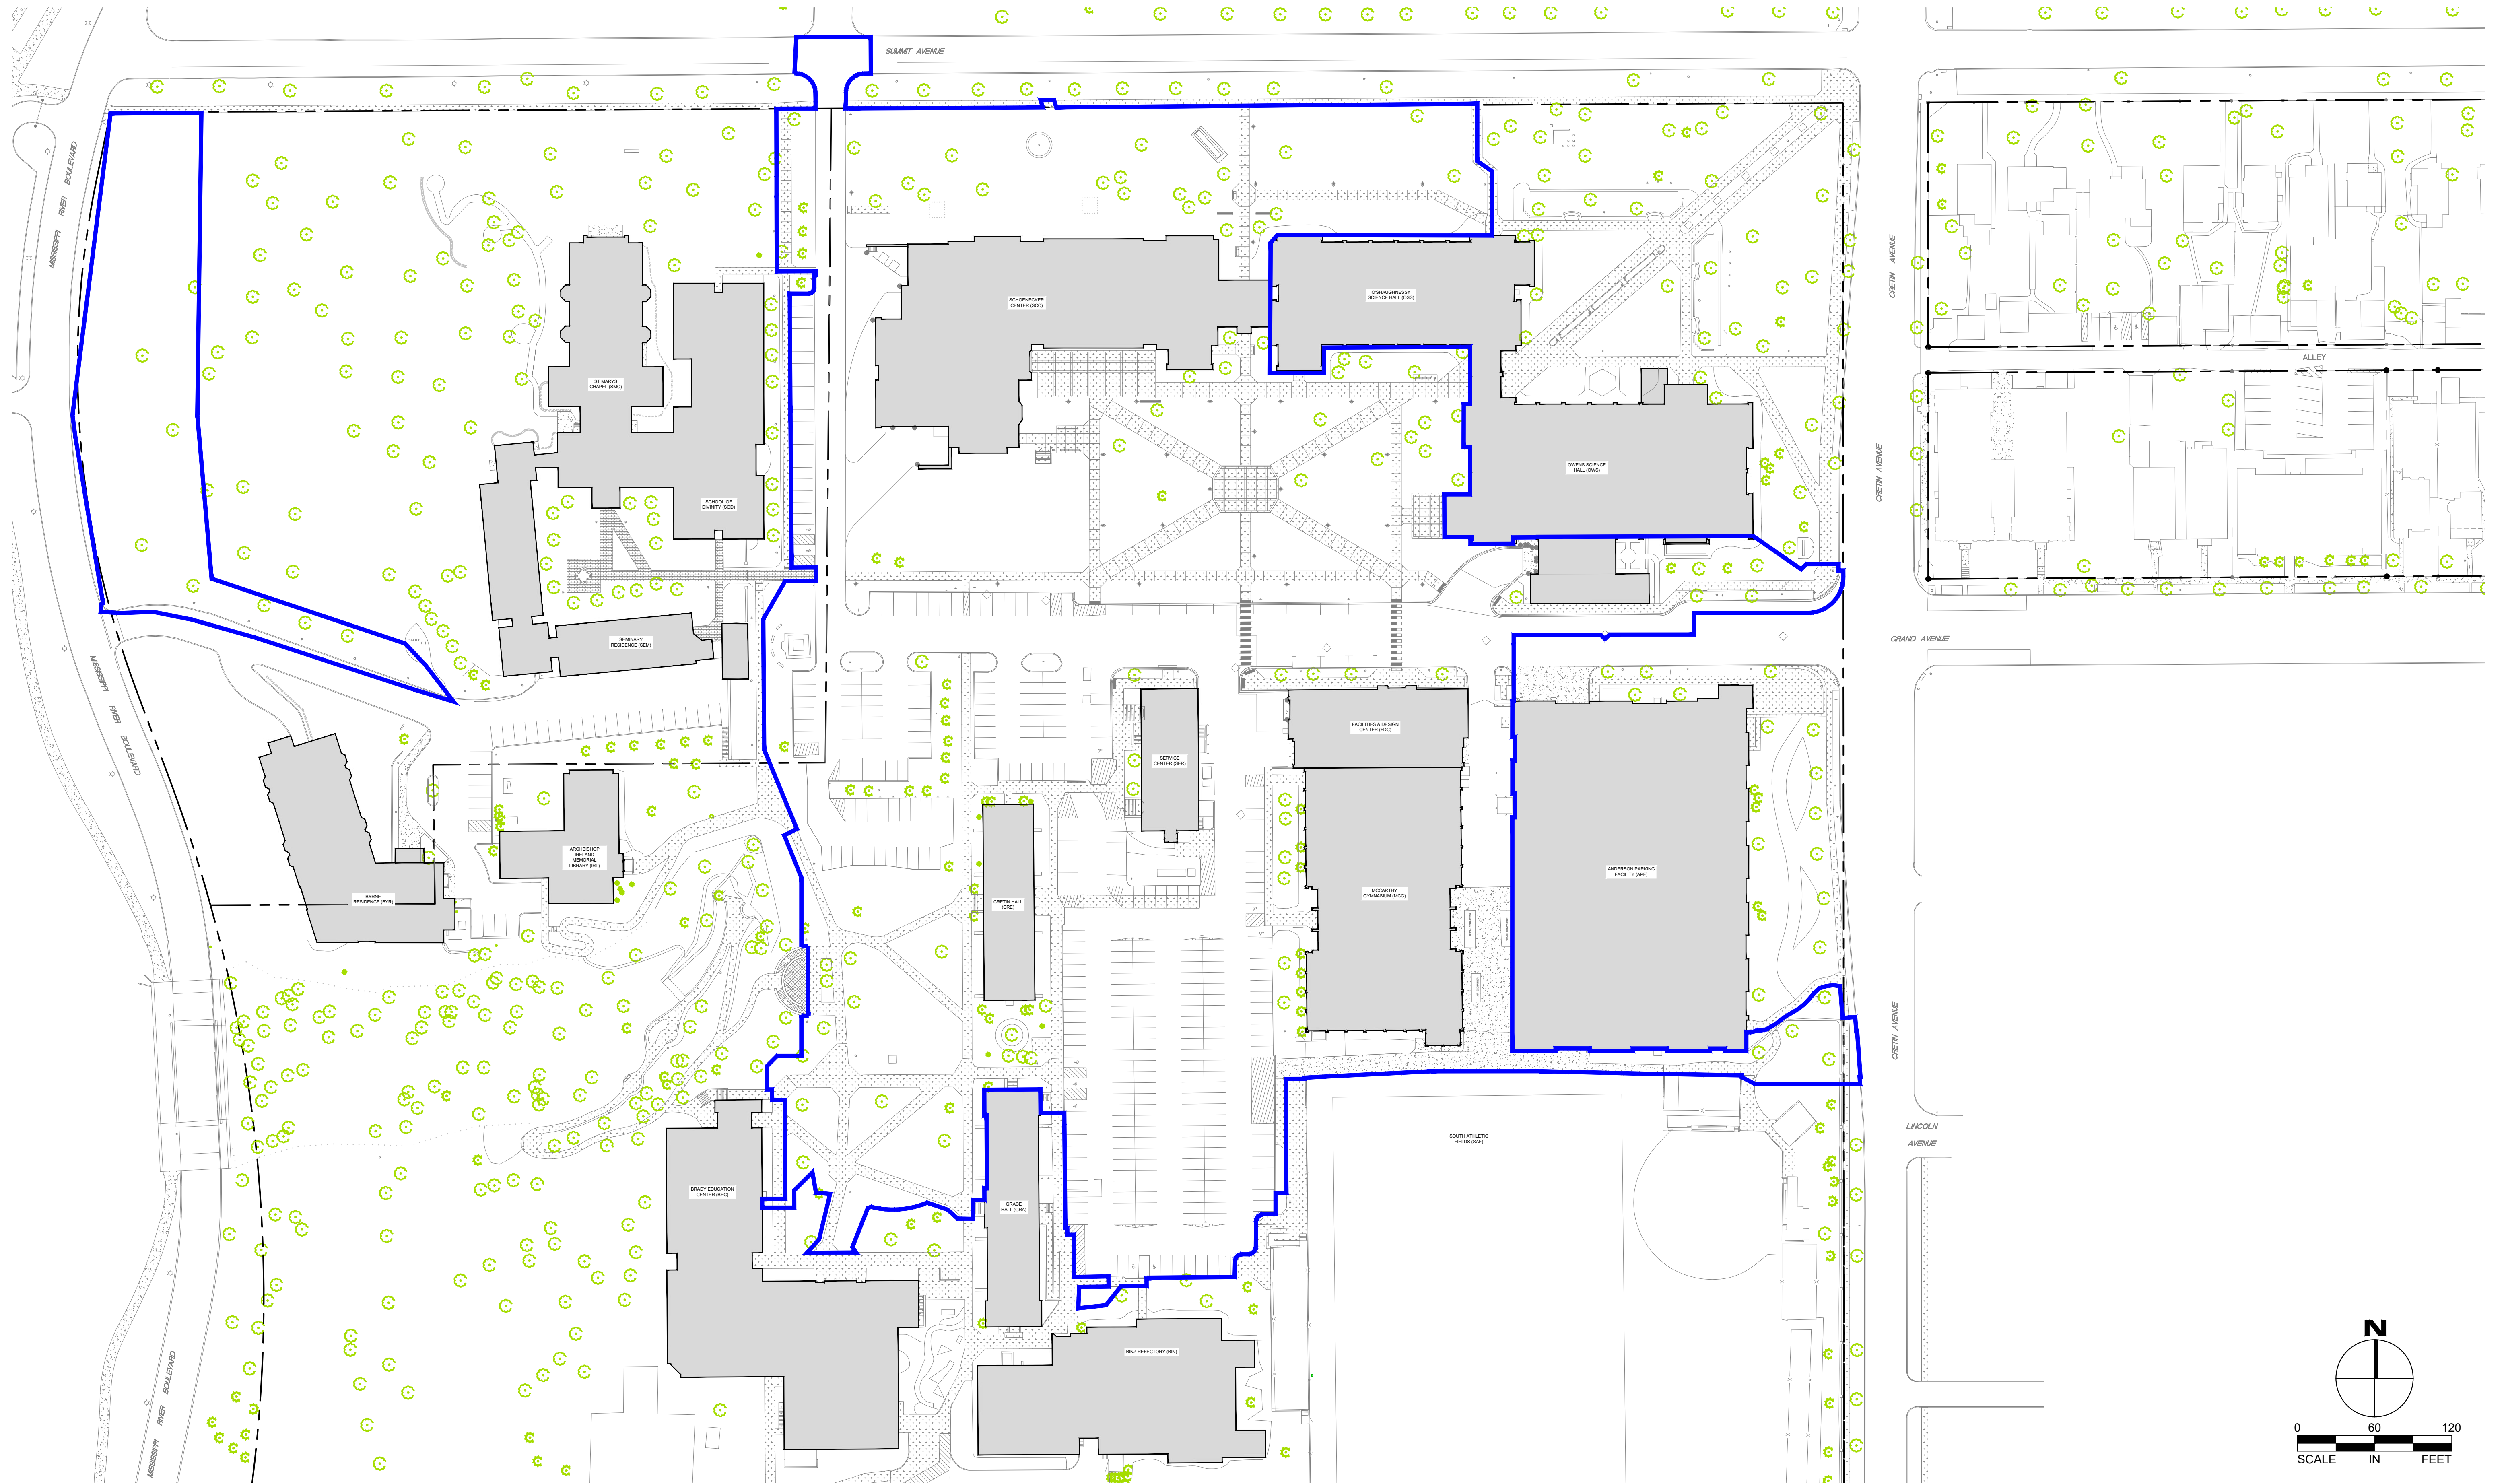 SUMMIT AVENUE
MISSISSIPPI RIVER BOULEVARD
CRETIN AVENUE
SCHOENECKER
CENTER (SCC)
O'SHAUGHNESSY
SCIENCE HALL (OSS)
ALLEY
ST MARYS
CHAPEL (SMC)
CRETIN AVENUE
OWENS SCIENCE
HALL (OWS)
SCHOOL OF
DIVINITY (SOD)
STATUE
SEMINARY
RESIDENCE (SEM)
GRAND AVENUE
MISSISSIPPI RIVER BOULEVARD
FACILITIES & DESIGN
CENTER (FDC)
SERVICE
CENTER (SER)
ARCHBISHOP
IRELAND
MEMORIAL
LIBRARY (IRL)
ANDERSON PARKING
FACILITY (APF)
BYRNE
RESIDENCE (BYR)
CRETIN HALL
(CRE)
MCCARTHY
GYMNASIUM (MCG)
CRETIN AVENUE
LINCOLN
AVENUE
SOUTH ATHLETIC
FIELDS (SAF)
BRADY EDUCATION
CENTER (BEC)
GRACE
HALL (GRA)
BINZ REFECTORY (BIN)
MISSISSIPPI RIVER BOULEVARD
N
0 60 120
SCALE IN FEET